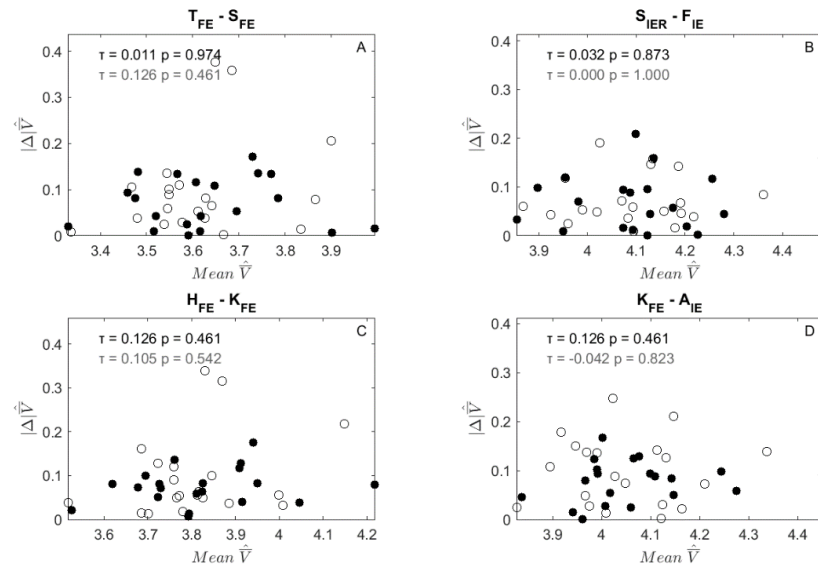 T_FE - S_FE
A
τ = 0.011 p = 0.974
τ = 0.126 p = 0.461
|Δ|V̂̅
0.4
0.3
0.2
0.1
0
3.4 3.5 3.6 3.7 3.8 3.9
Mean V̂̅
S_IER - F_IE
B
τ = 0.032 p = 0.873
τ = 0.000 p = 1.000
|Δ|V̂̅
0.4
0.3
0.2
0.1
0
3.9 4 4.1 4.2 4.3 4.4
Mean V̂̅
H_FE - K_FE
C
τ = 0.126 p = 0.461
τ = 0.105 p = 0.542
|Δ|V̂̅
0.4
0.3
0.2
0.1
0
3.6 3.7 3.8 3.9 4 4.1 4.2
Mean V̂̅
K_FE - A_IE
D
τ = 0.126 p = 0.461
τ = -0.042 p = 0.823
|Δ|V̂̅
0.4
0.3
0.2
0.1
0
3.9 4 4.1 4.2 4.3 4.4
Mean V̂̅